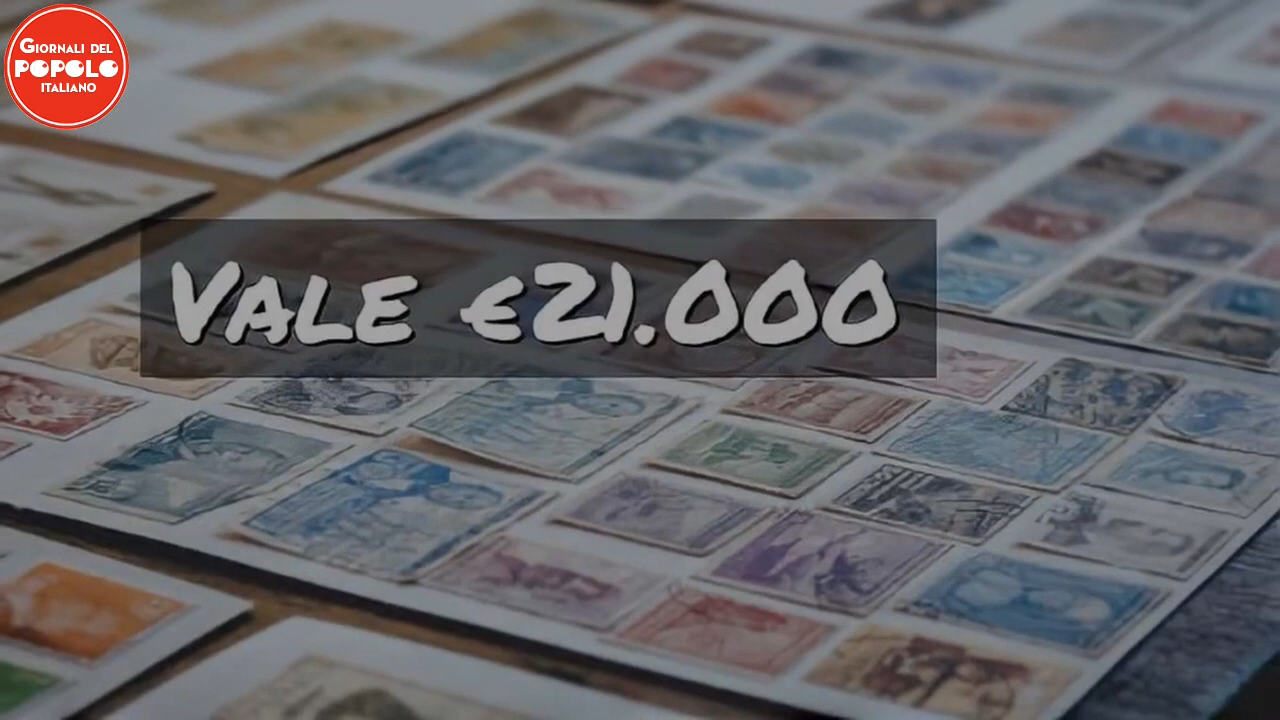 GIORNALI DEL
POPOLO
ITALIANO
VALE €21.000